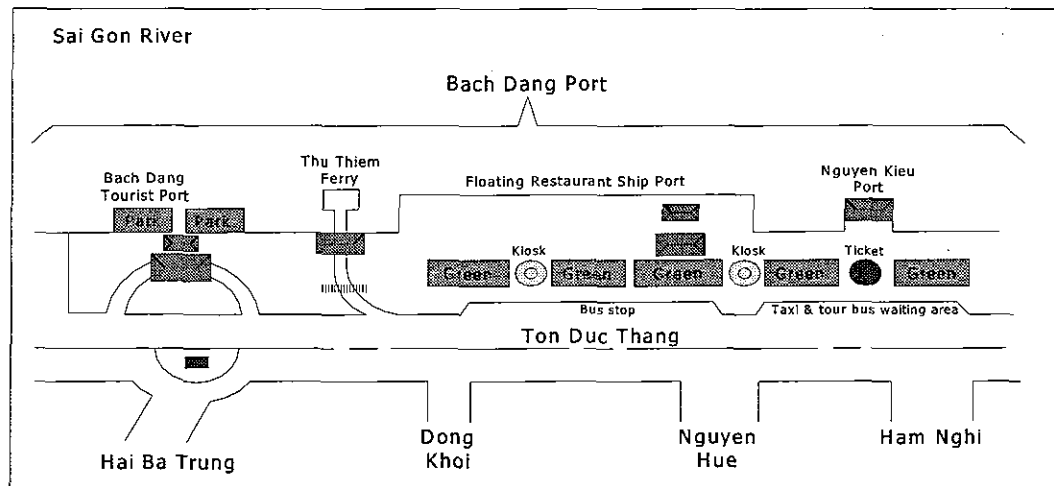 Sai Gon River
Bach Dang Port
Thu Thiem
Ferry
Bach Dang
Tourist Port
Floating Restaurant Ship Port
Nguyen Kieu
Port
Park
Park
Kiosk
Kiosk
Ticket
Green
Green
Green
Green
Green
Bus stop
Taxi & tour bus waiting area
Ton Duc Thang
Hai Ba Trung
Dong
Khoi
Nguyen
Hue
Ham Nghi